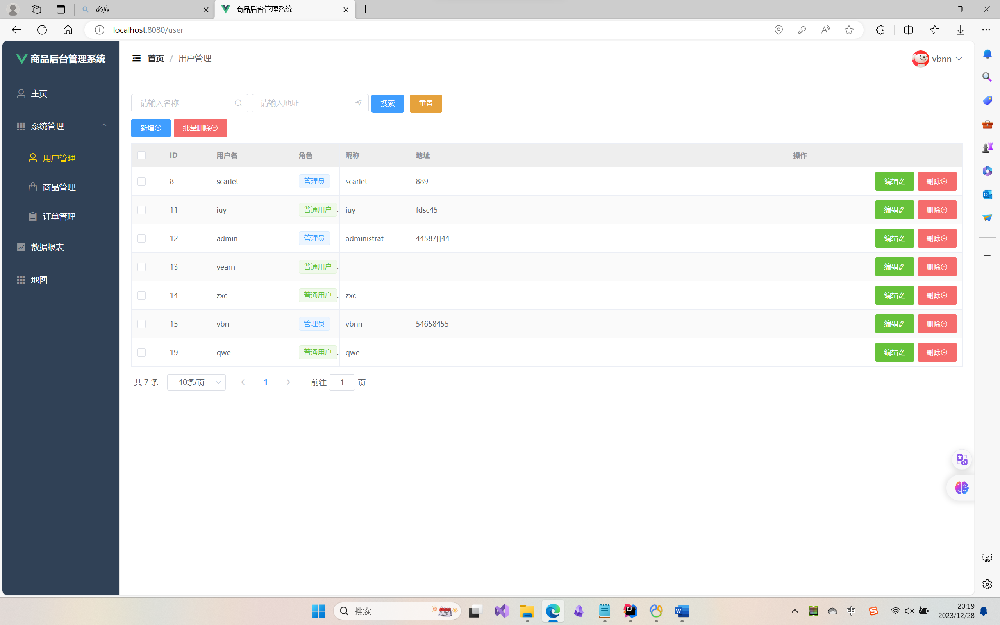 必应
商品后台管理系统
localhost:8080/user
商品后台管理系统
首页 / 用户管理
vbnn
主页
系统管理
用户管理
商品管理
订单管理
数据报表
地图
请输入名称 请输入地址 搜索 重置
新增 批量删除
ID 用户名 角色 昵称 地址 操作
8 scarlet 管理员 scarlet 889 编辑 删除
11 iuy 普通用户 . iuy fdsc45 编辑 删除
12 admin 管理员 administrat 44587]]44 编辑 删除
13 yearn 普通用户 . 编辑 删除
14 zxc 普通用户 . zxc 编辑 删除
15 vbn 管理员 vbnn 54658455 编辑 删除
19 qwe 普通用户 . qwe 编辑 删除
共 7 条 10条/页 1 前往 1 页
搜索
中
20:19
2023/12/28